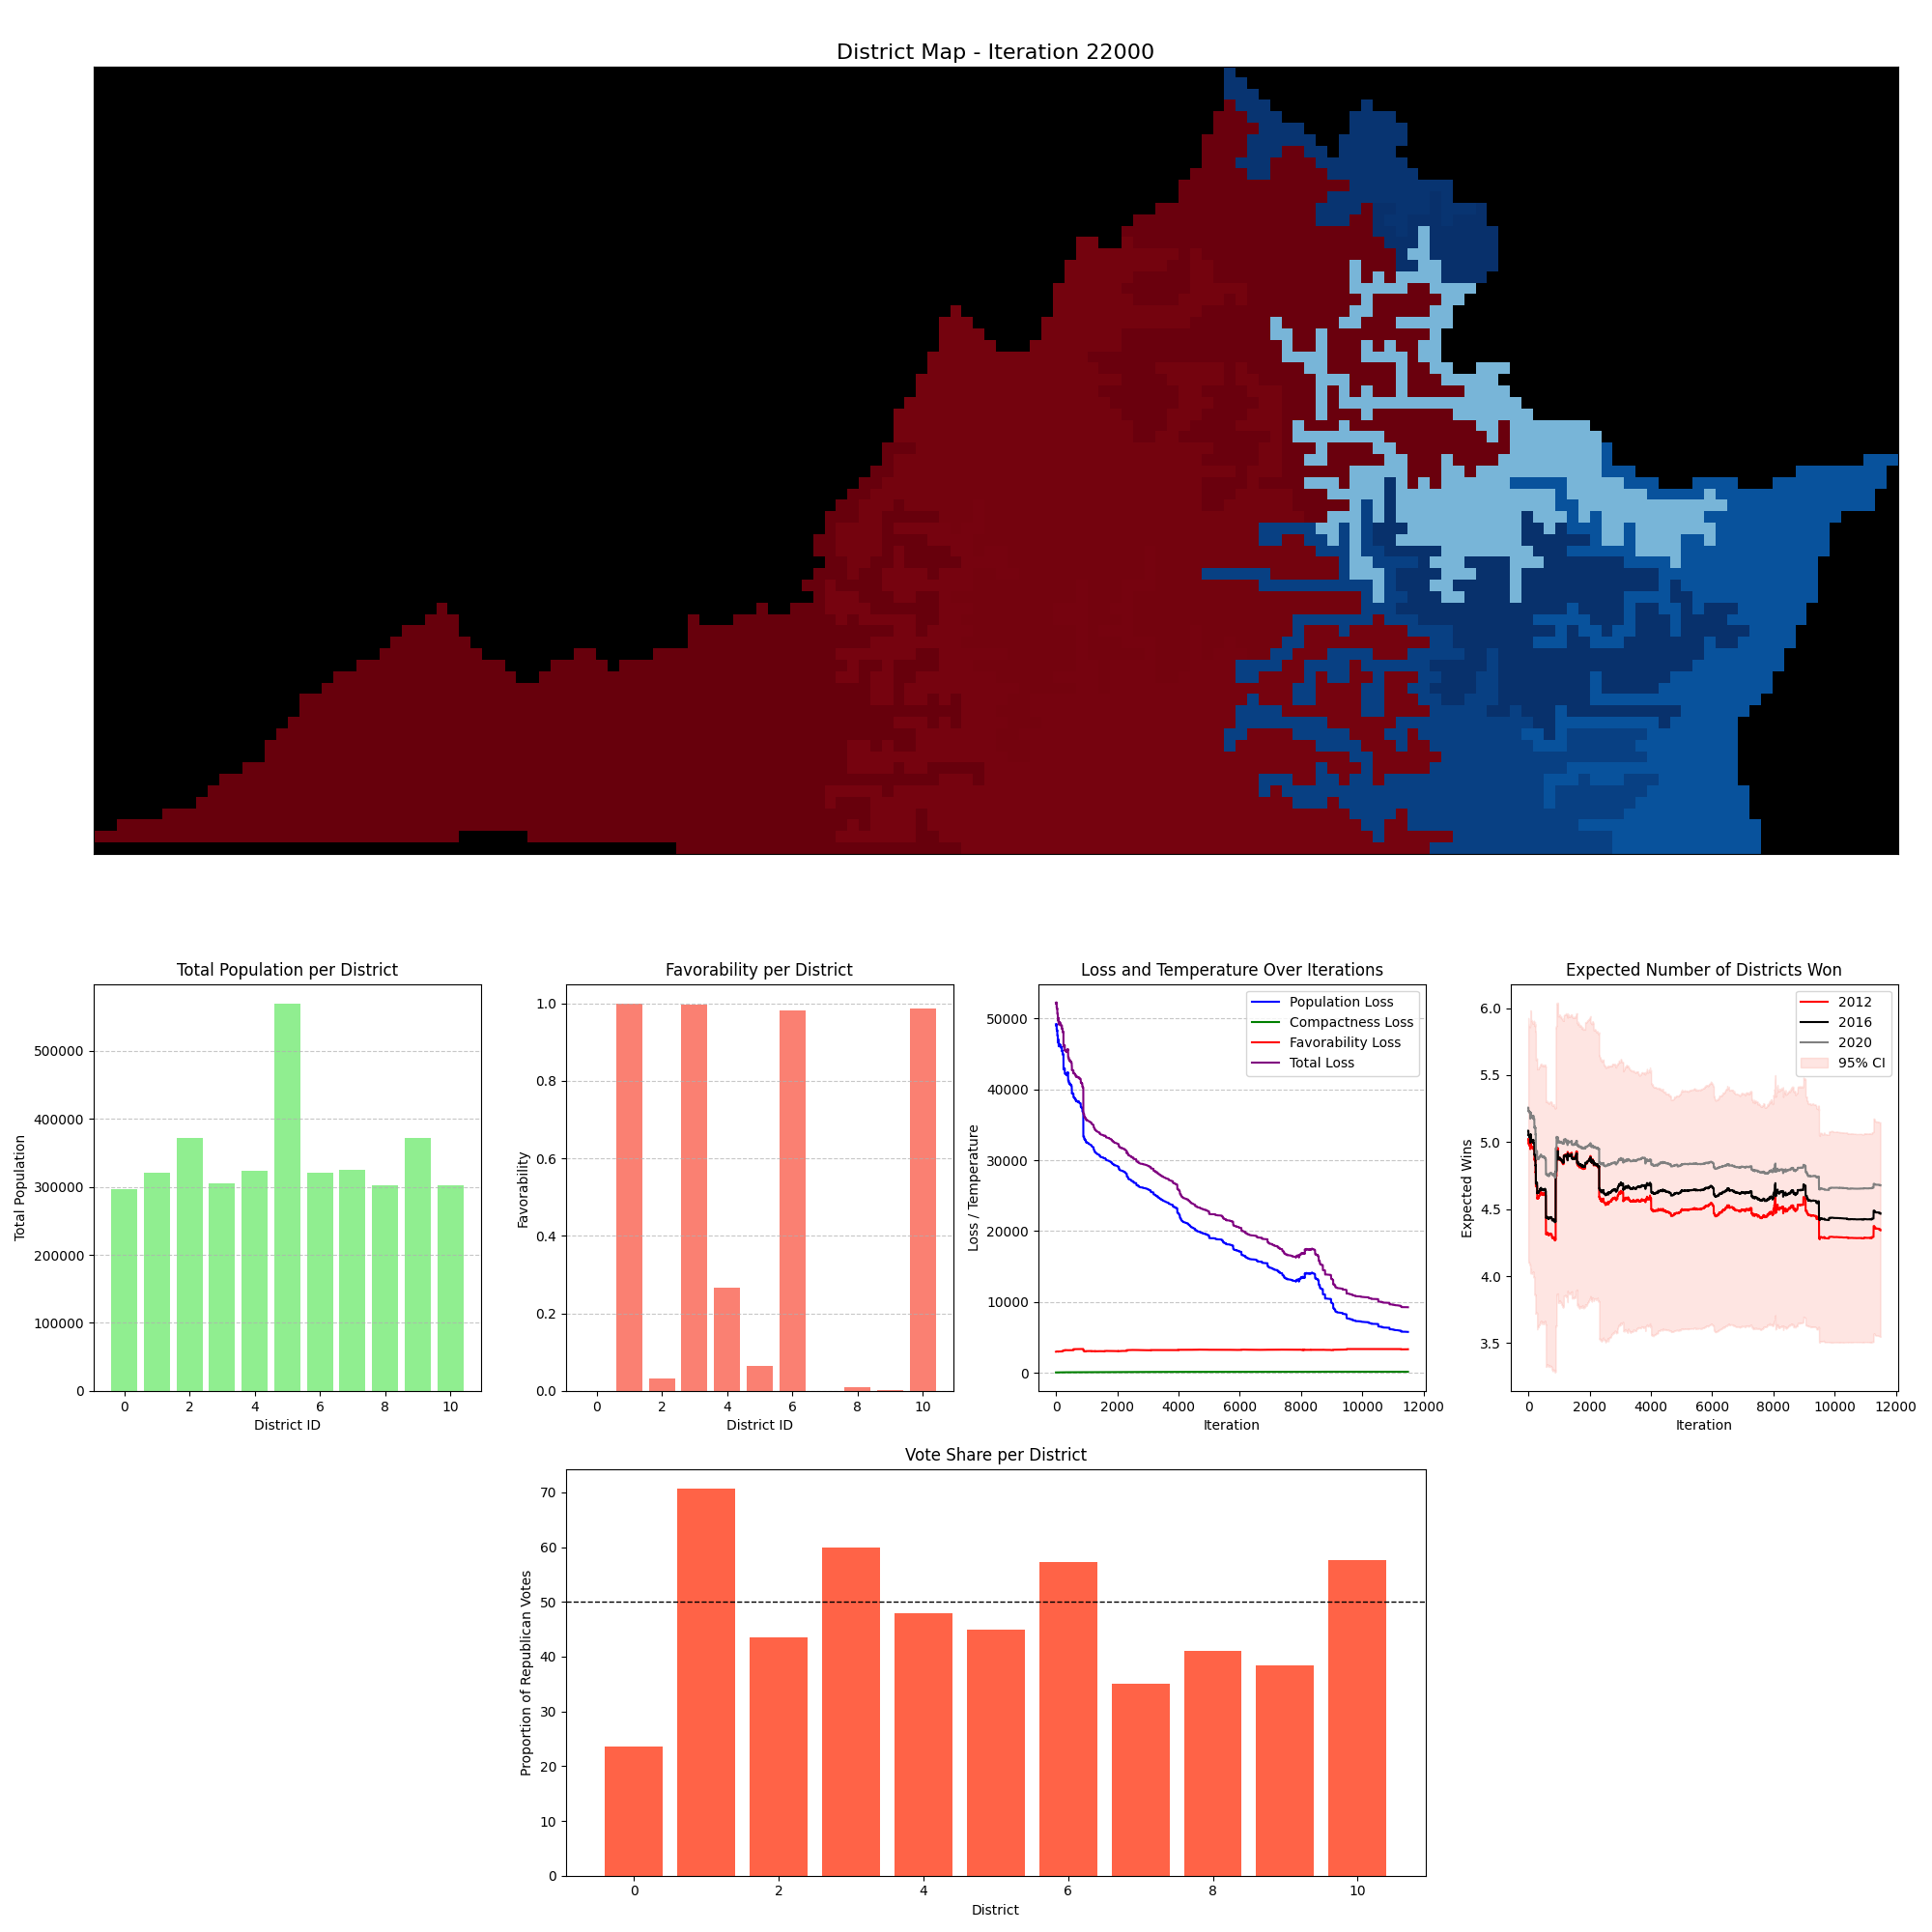 District Map - Iteration 22000
Total Population per District
Total Population
500000
400000
300000
200000
100000
0
0 2 4 6 8 10
District ID
Favorability per District
Favorability
1.0
0.8
0.6
0.4
0.2
0.0
0 2 4 6 8 10
District ID
Loss and Temperature Over Iterations
Loss / Temperature
50000
40000
30000
20000
10000
0
Population Loss
Compactness Loss
Favorability Loss
Total Loss
0 2000 4000 6000 8000 10000 12000
Iteration
Expected Number of Districts Won
Expected Wins
6.0
5.5
5.0
4.5
4.0
3.5
2012
2016
2020
95% CI
0 2000 4000 6000 8000 10000 12000
Iteration
Vote Share per District
Proportion of Republican Votes
70
60
50
40
30
20
10
0
0 2 4 6 8 10
District